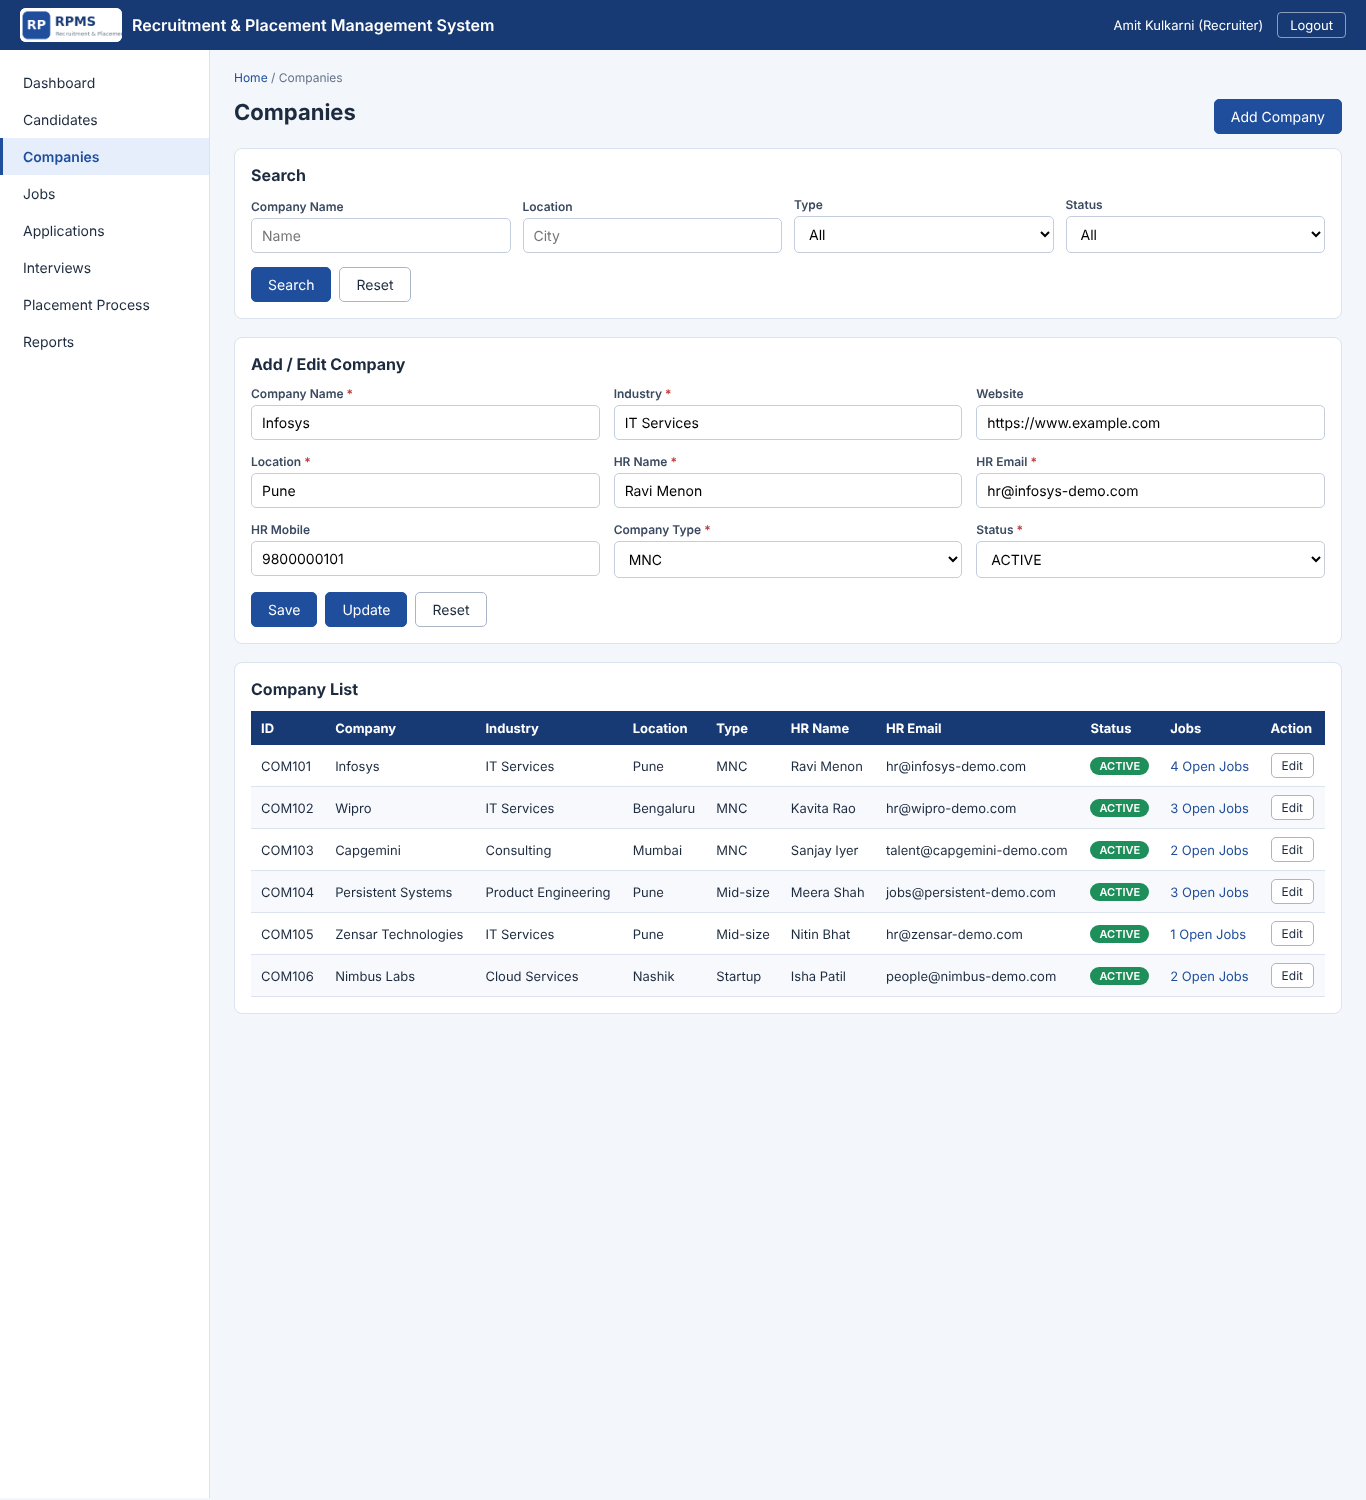 RP RPMS
Recruitment & Placement Management System
Amit Kulkarni (Recruiter) Logout
Dashboard
Candidates
Companies
Jobs
Applications
Interviews
Placement Process
Reports
Home / Companies
Companies
Add Company
Search
Company Name Location Type Status
Name City All All
Search Reset
Add / Edit Company
Company Name * Industry * Website
Infosys IT Services https://www.example.com
Location * HR Name * HR Email *
Pune Ravi Menon hr@infosys-demo.com
HR Mobile Company Type * Status *
9800000101 MNC ACTIVE
Save Update Reset
Company List
ID Company Industry Location Type HR Name HR Email Status Jobs Action
COM101 Infosys IT Services Pune MNC Ravi Menon hr@infosys-demo.com ACTIVE 4 Open Jobs Edit
COM102 Wipro IT Services Bengaluru MNC Kavita Rao hr@wipro-demo.com ACTIVE 3 Open Jobs Edit
COM103 Capgemini Consulting Mumbai MNC Sanjay Iyer talent@capgemini-demo.com ACTIVE 2 Open Jobs Edit
COM104 Persistent Systems Product Engineering Pune Mid-size Meera Shah jobs@persistent-demo.com ACTIVE 3 Open Jobs Edit
COM105 Zensar Technologies IT Services Pune Mid-size Nitin Bhat hr@zensar-demo.com ACTIVE 1 Open Jobs Edit
COM106 Nimbus Labs Cloud Services Nashik Startup Isha Patil people@nimbus-demo.com ACTIVE 2 Open Jobs Edit